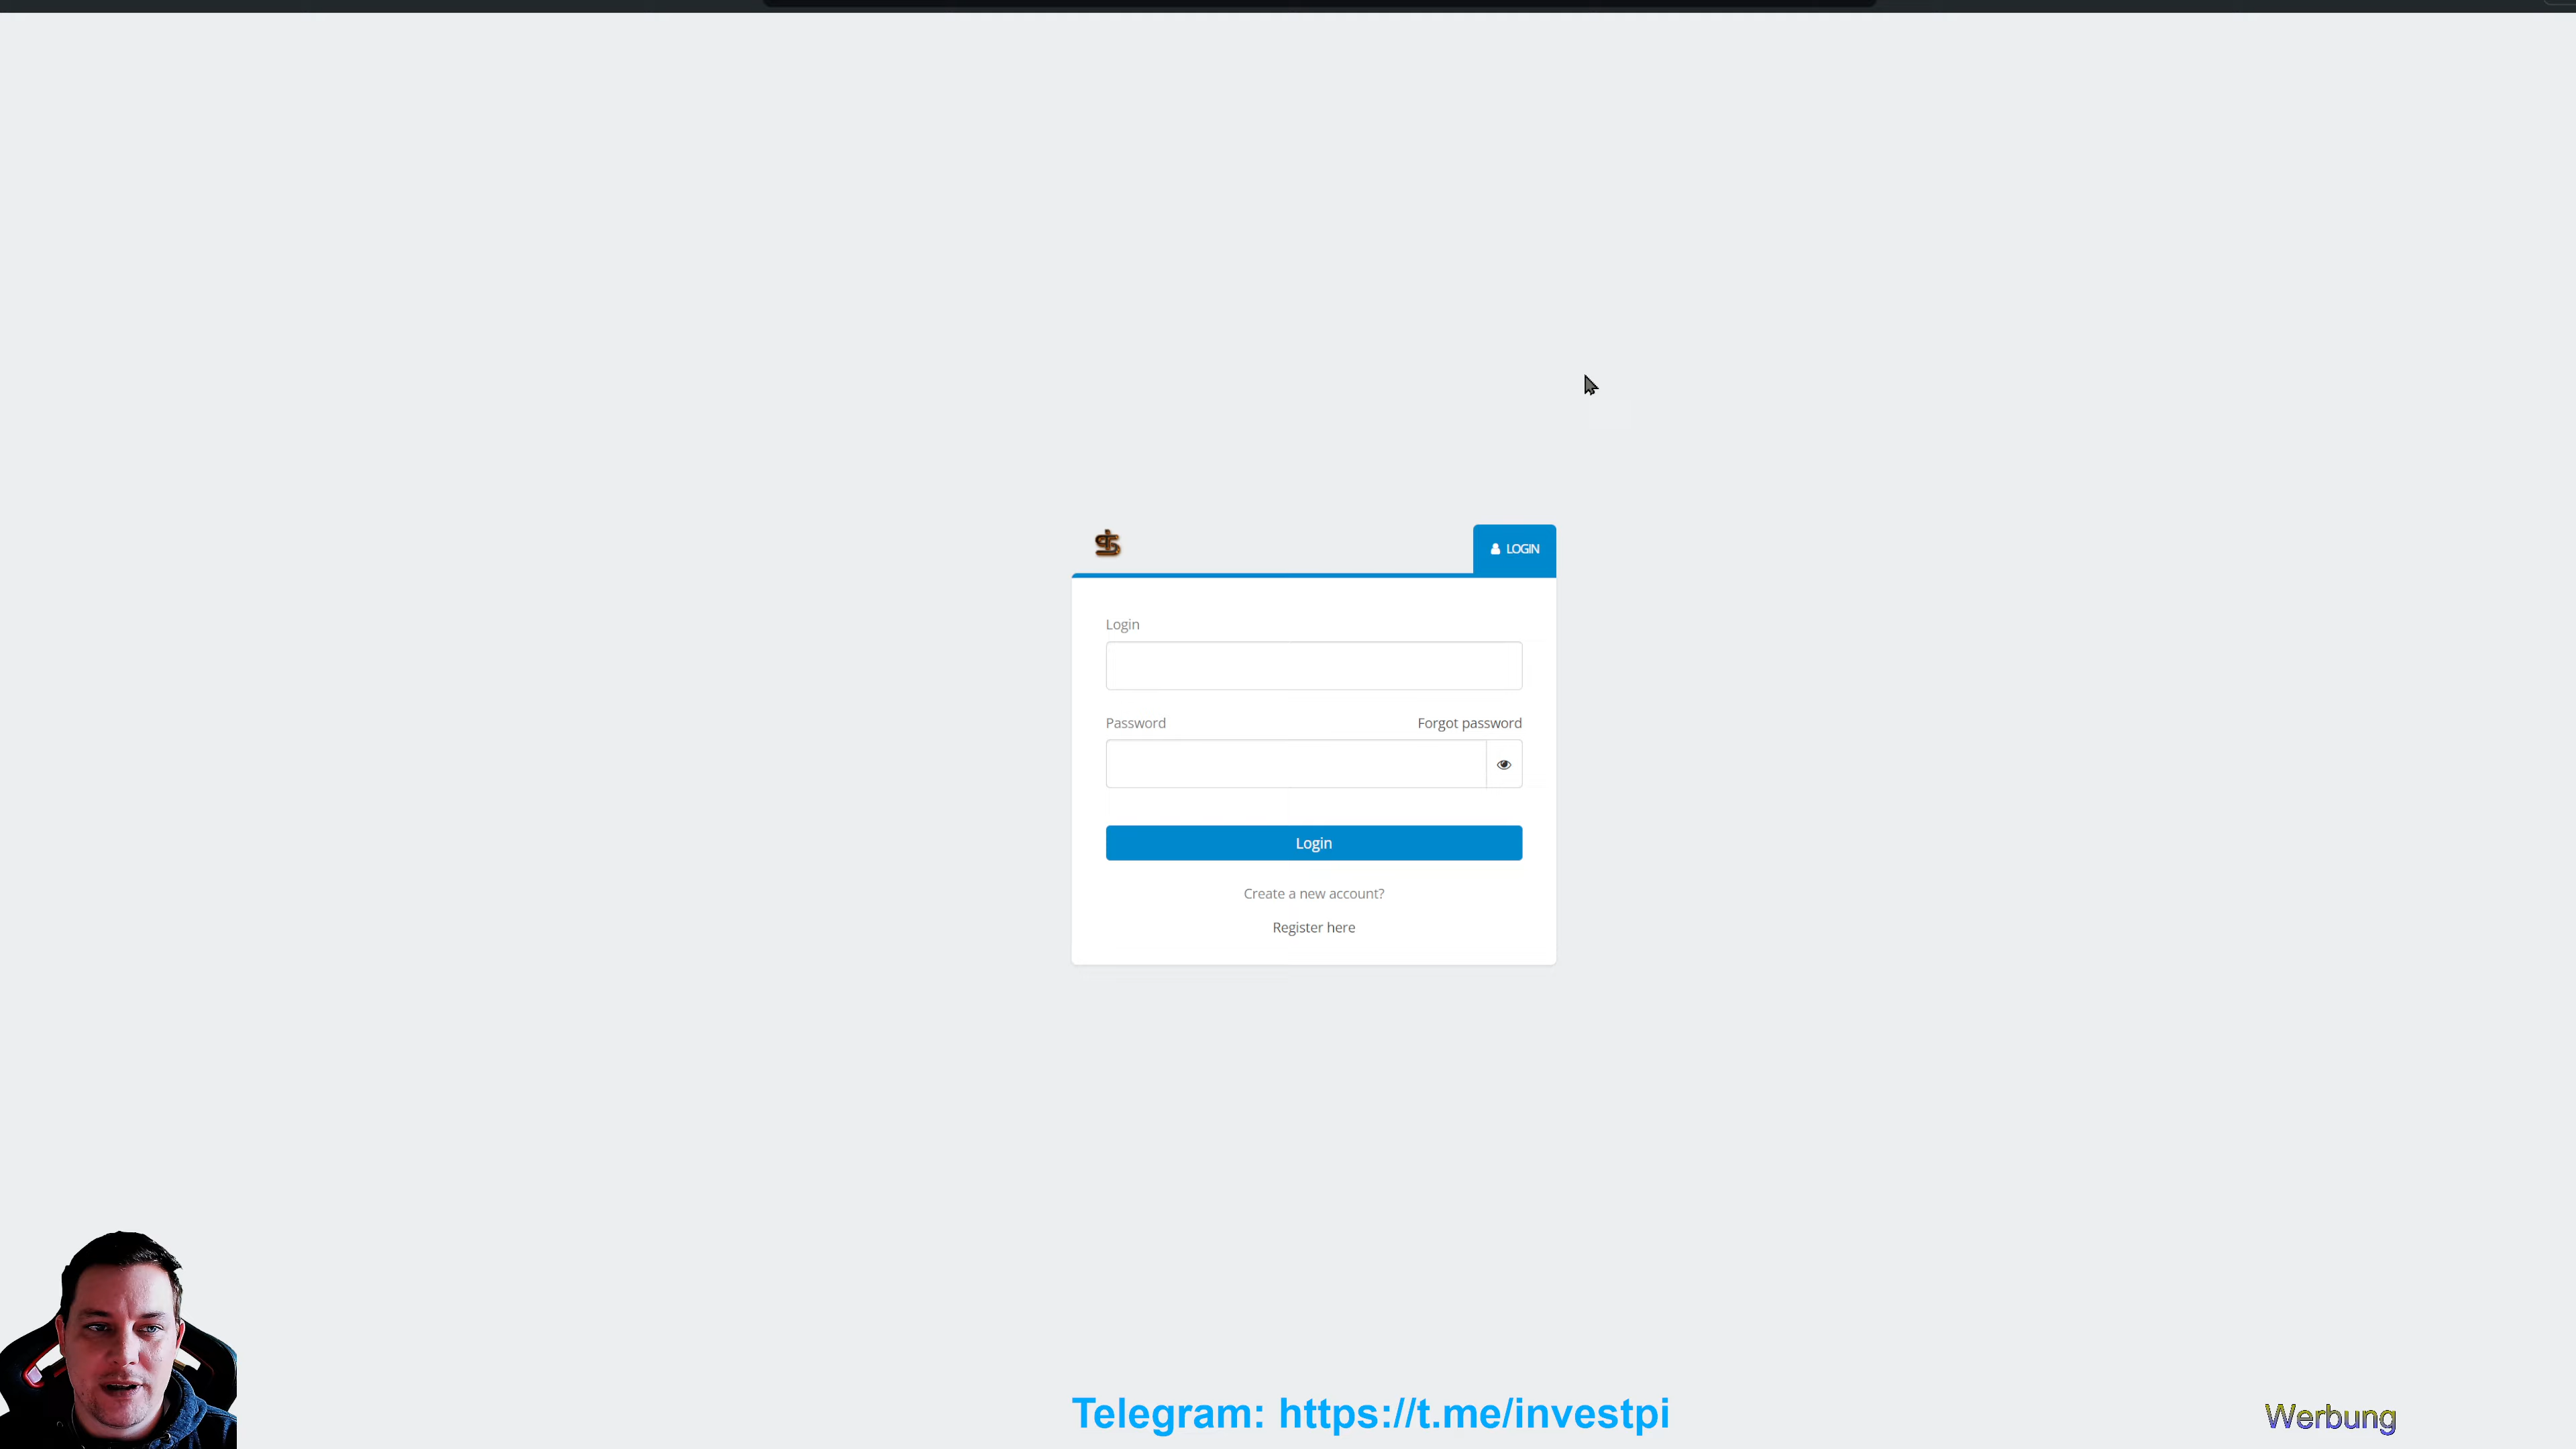 LOGIN
Login
Password
Forgot password
Login
Create a new account?
Register here
Telegram: https://t.me/investpi
Werbung